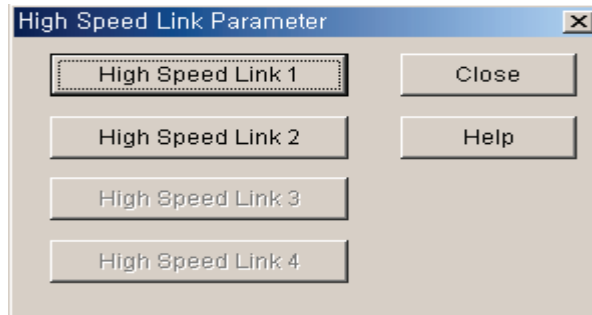 High Speed Link Parameter
High Speed Link 1
Close
High Speed Link 2
Help
High Speed Link 3
High Speed Link 4